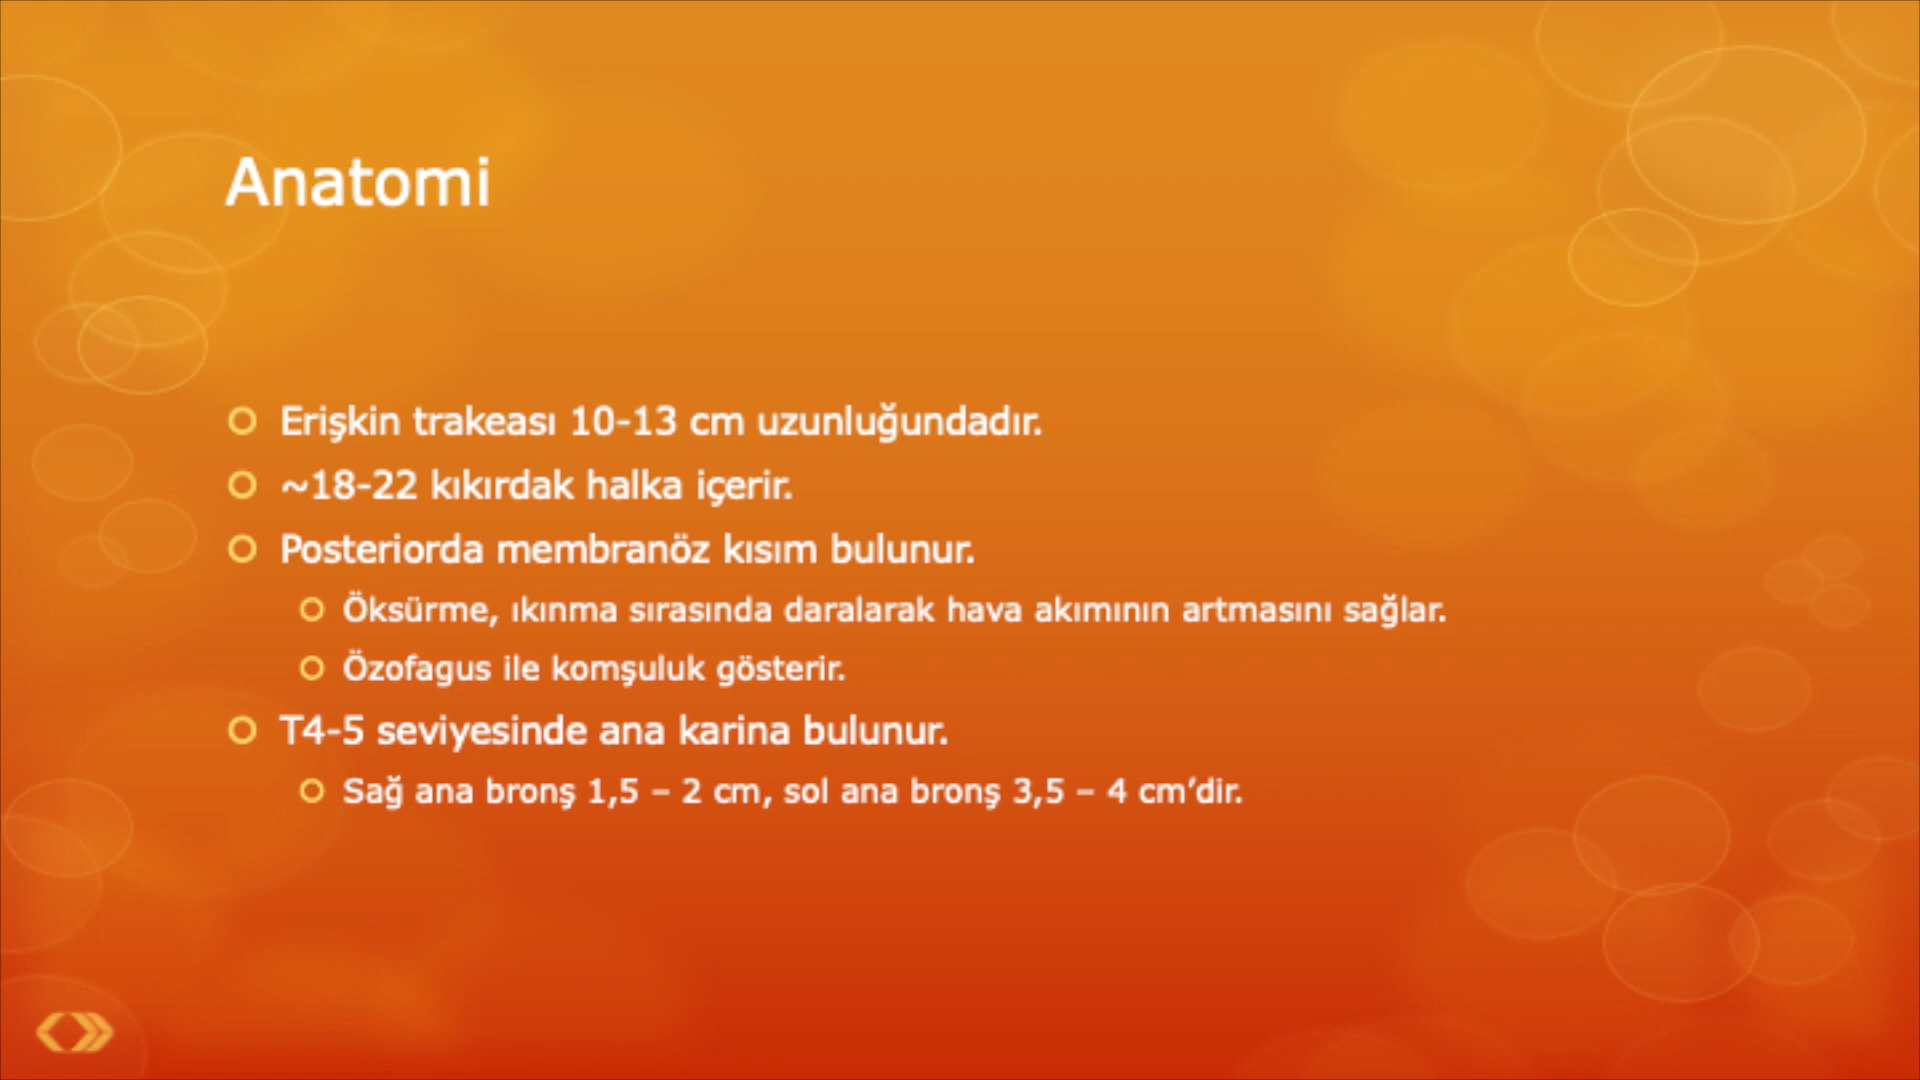 Anatomi
Erişkin trakeası 10-13 cm uzunluğundadır.
~18-22 kıkırdak halka içerir.
Posteriorda membranöz kısım bulunur.
Öksürme, ıkınma sırasında daralarak hava akımının artmasını sağlar.
Özofagus ile komşuluk gösterir.
T4-5 seviyesinde ana karina bulunur.
Sağ ana bronş 1,5 – 2 cm, sol ana bronş 3,5 – 4 cm’dir.